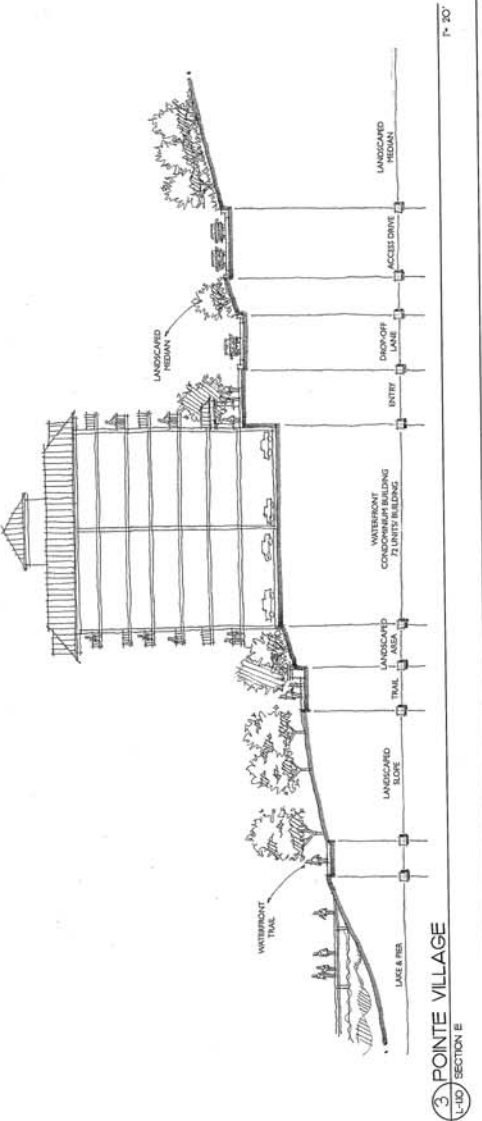 WATERFRONT
TRAIL
LANDSCAPED
MEDIAN
LAKE & PIER
LANDSCAPED
SLOPE
TRAIL
LANDSCAPED
AREA
WATERFRONT
CONDOMINIUM BUILDING
72 UNITS/ BUILDING
ENTRY
DROP-OFF
LANE
ACCESS DRIVE
LANDSCAPED
MEDIAN
3 POINTE VILLAGE
SECTION E
1"= 20'